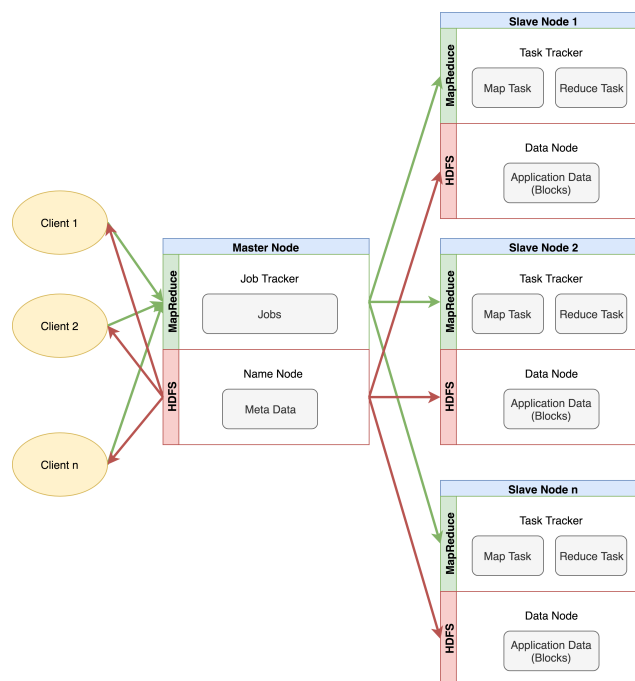 Client 1
Client 2
Client n
Master Node
MapReduce
Job Tracker
Jobs
HDFS
Name Node
Meta Data
Slave Node 1
MapReduce
Task Tracker
Map Task
Reduce Task
HDFS
Data Node
Application Data
(Blocks)
Slave Node 2
MapReduce
Task Tracker
Map Task
Reduce Task
HDFS
Data Node
Application Data
(Blocks)
Slave Node n
MapReduce
Task Tracker
Map Task
Reduce Task
HDFS
Data Node
Application Data
(Blocks)